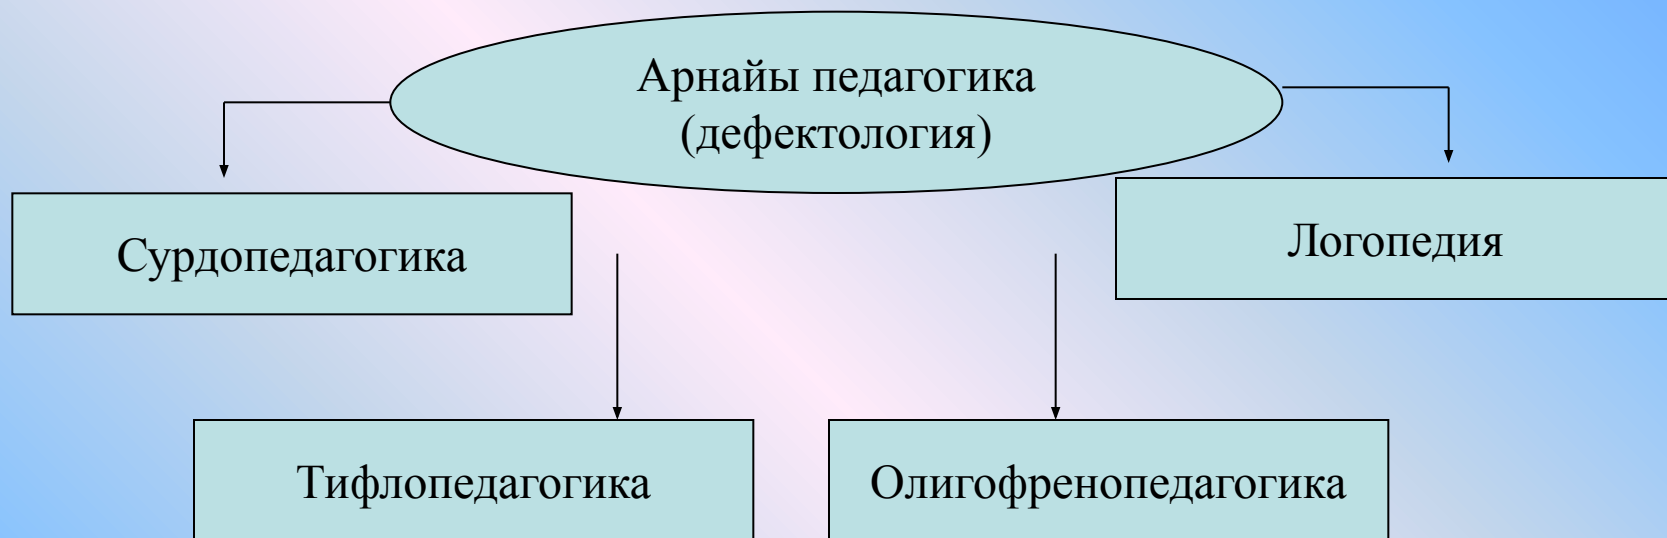 Арнайы педагогика
(дефектология)
Сурдопедагогика
Логопедия
Тифлопедагогика
Олигофренопедагогика